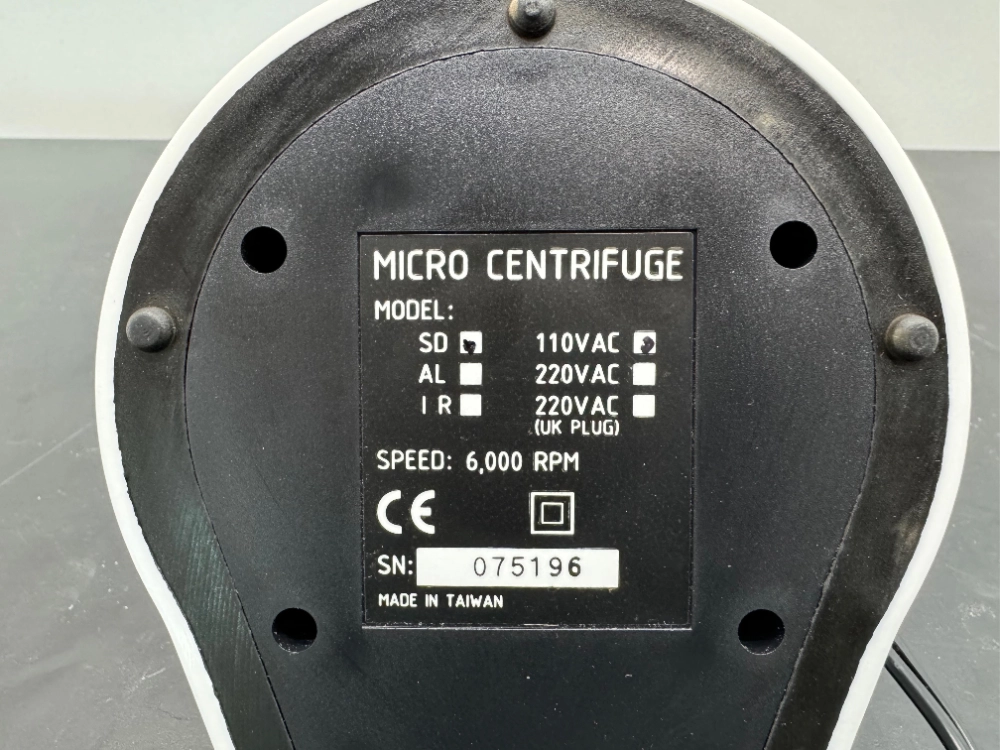 MICRO CENTRIFUGE
MODEL:
SD 110VAC
AL 220VAC
IR 220VAC
(UK PLUG)
SPEED: 6,000 RPM
CE
SN: 075196
MADE IN TAIWAN